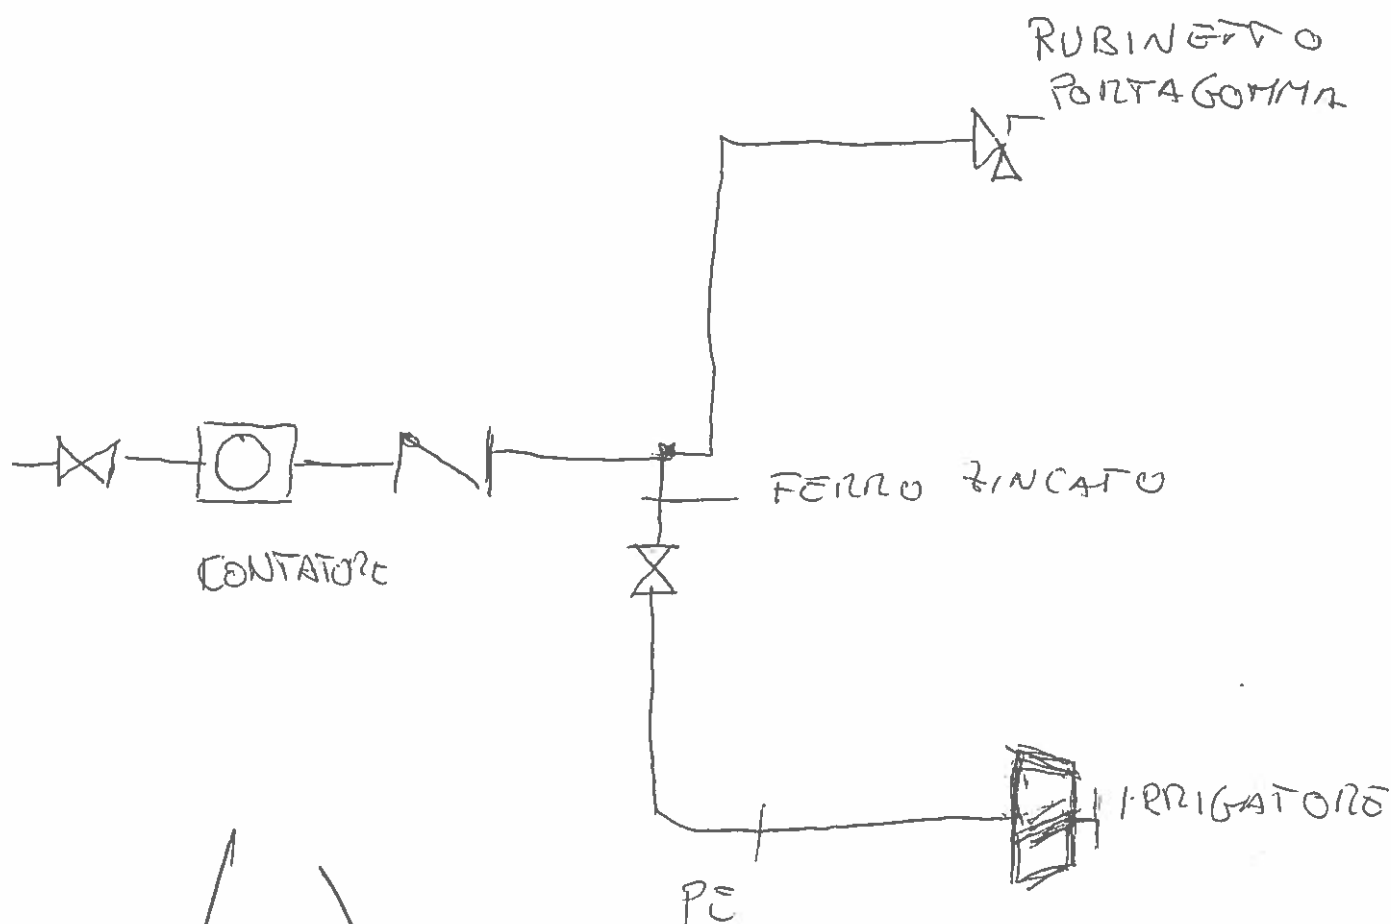 RUBINETTO
PORTAGOMMA
FERRO ZINCATO
CONTATORE
IRRIGATORE
PE